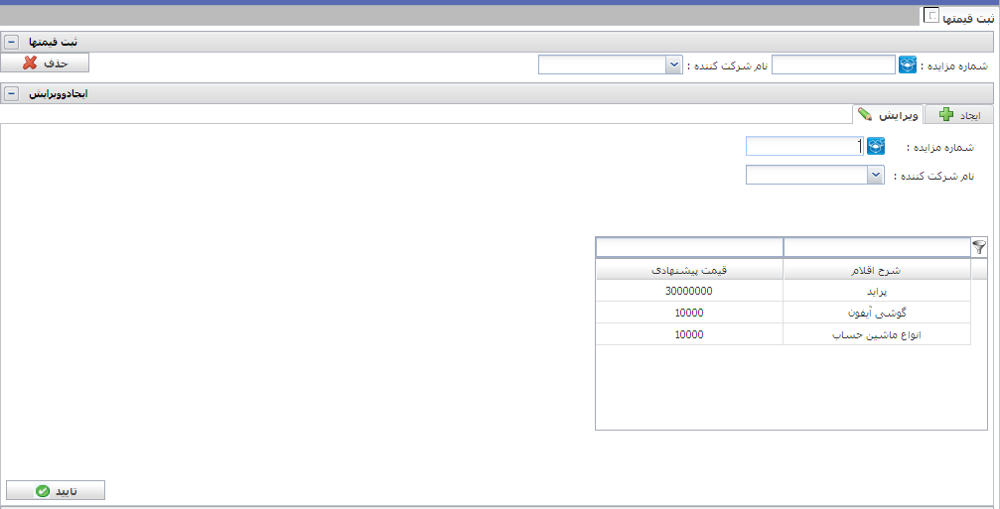 ثبت قیمتها
ثبت قیمتها
شماره مزایده : نام شرکت کننده : حذف
ایجادوویرایش
ایجاد ویرایش
شماره مزایده : 1
نام شرکت کننده :
شرح اقلام قیمت پیشنهادی
پراید 30000000
گوشی آیفون 10000
انواع ماشین حساب 10000
تایید